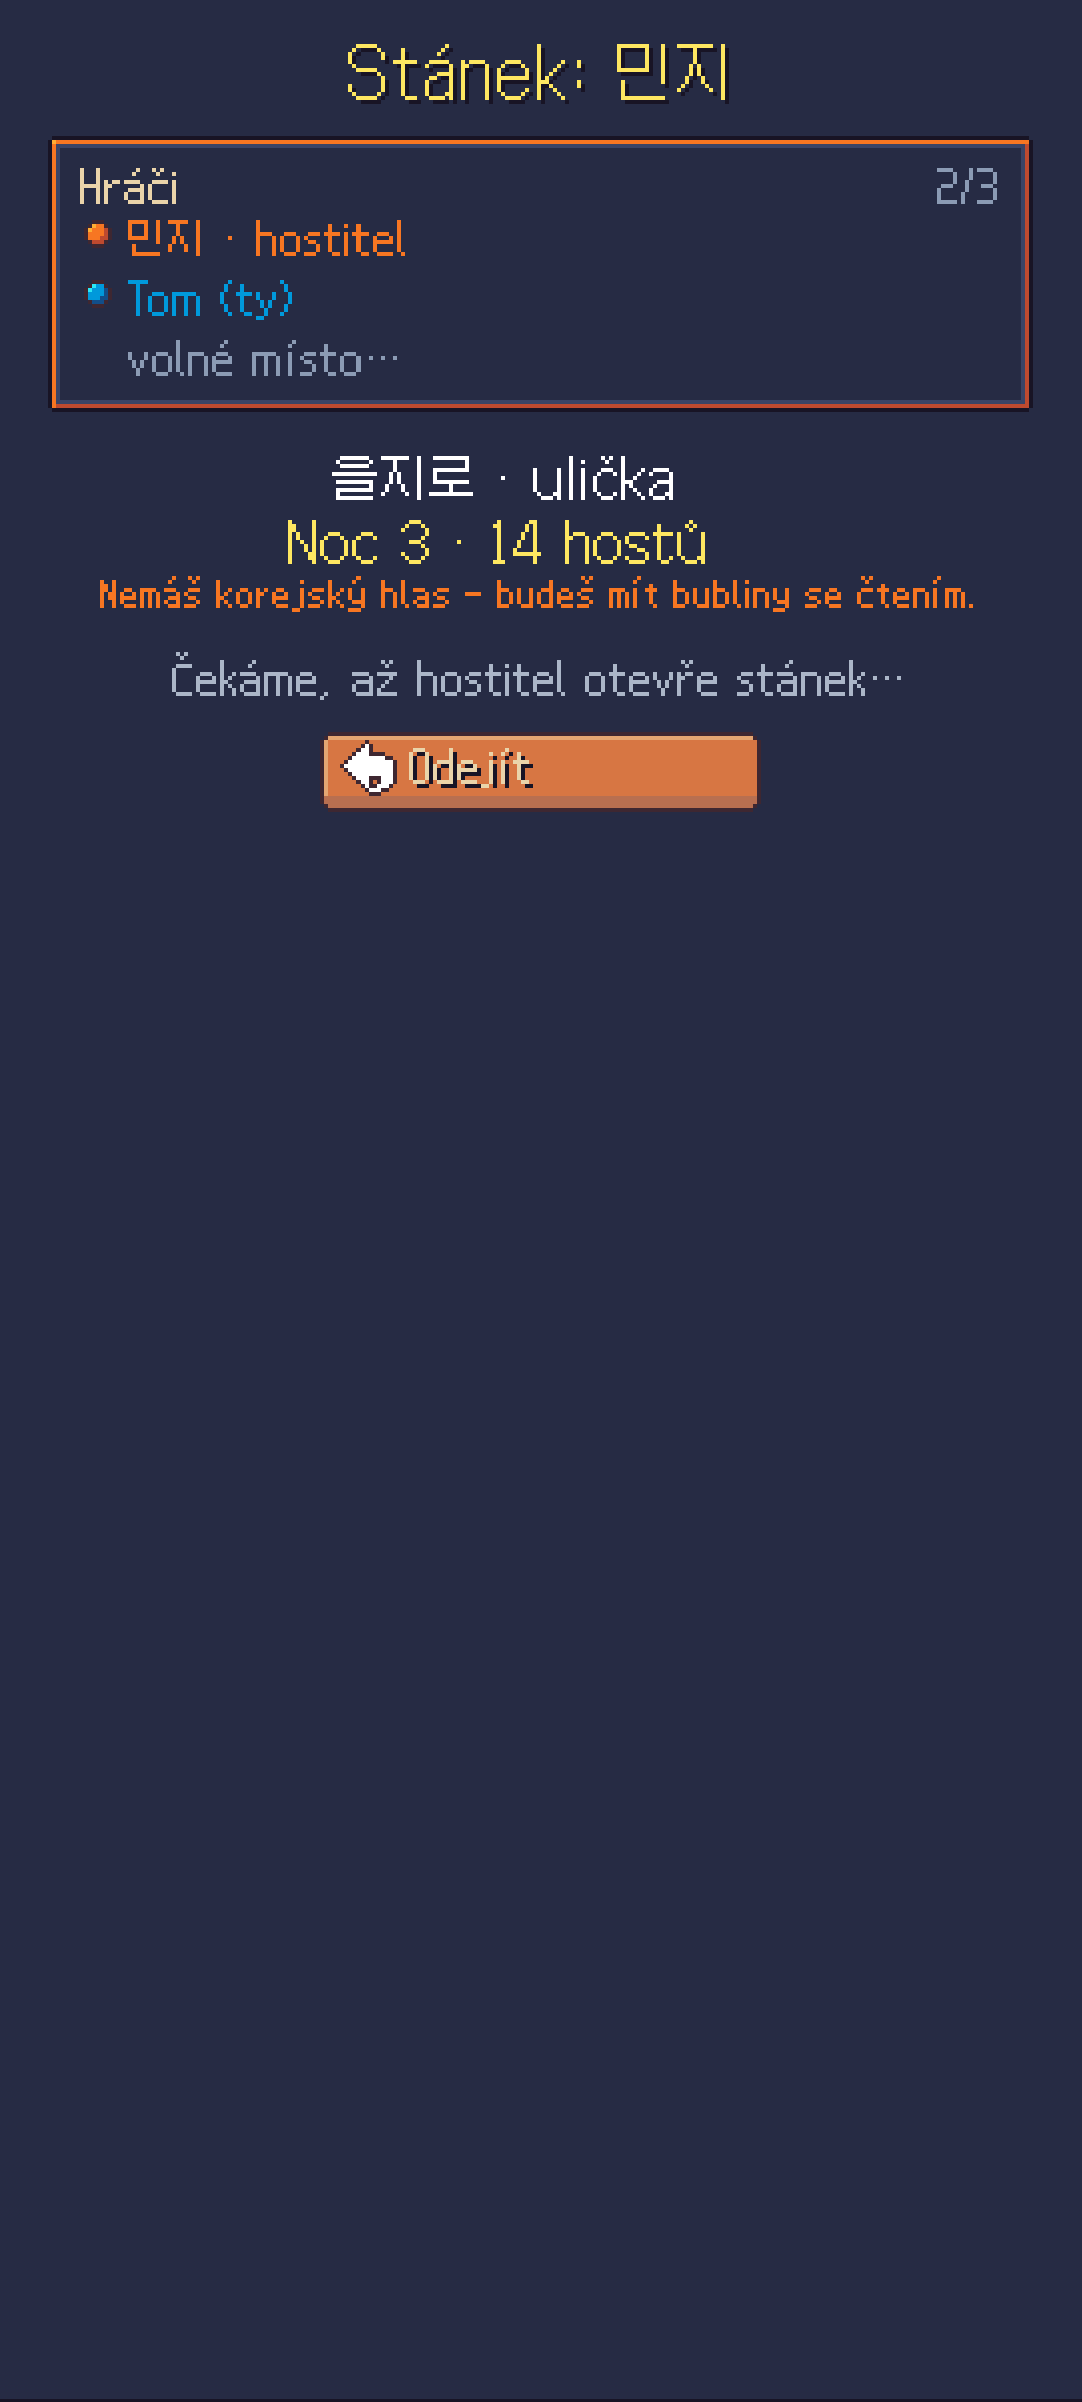 Stánek: 민지
Hráči 2/3
민지 · hostitel
Tom (ty)
volné místo…
을지로 · ulička
Noc 3 · 14 hostů
Nemáš korejský hlas – budeš mít bubliny se čtením.
Čekáme, až hostitel otevře stánek…
Odejít